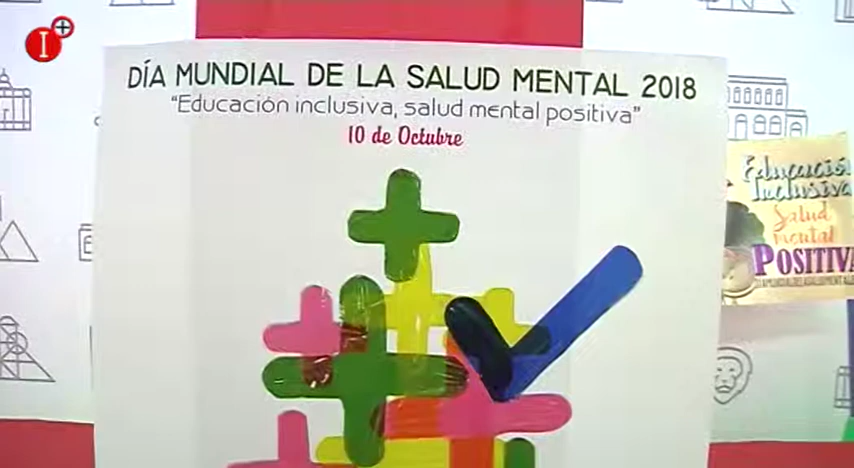 DÍA MUNDIAL DE LA SALUD MENTAL 2018
"Educación inclusiva, salud mental positiva"
10 de Octubre
Educación
Inclusiva
Salud
mental
POSITIVA